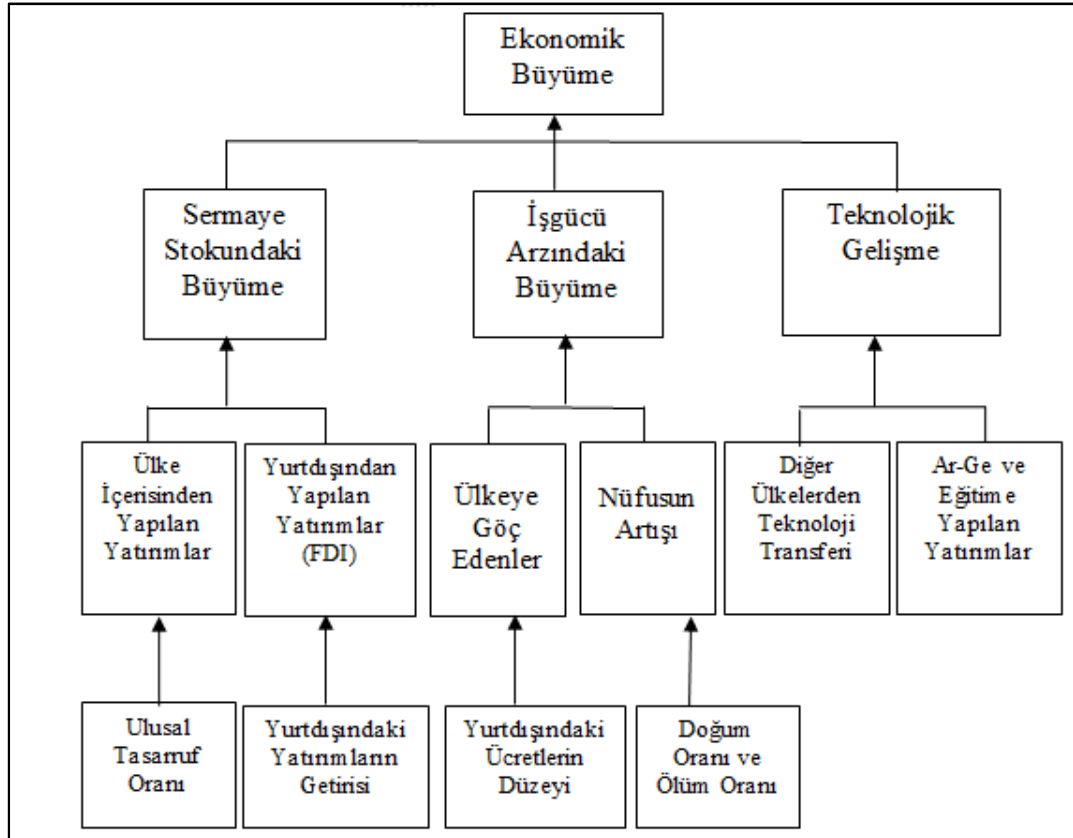 Ekonomik
Büyüme
Sermaye
Stokundaki
Büyüme
İşgücü
Arzındaki
Büyüme
Teknolojik
Gelişme
Ülke
İçerisinden
Yapılan
Yatırımlar
Yurtdışından
Yapılan
Yatırımlar
(FDI)
Ülkeye
Göç
Edenler
Nüfusun
Artışı
Diğer
Ülkelerden
Teknoloji
Transferi
Ar-Ge ve
Eğitime
Yapılan
Yatırımlar
Ulusal
Tasarruf
Oranı
Yurtdışındaki
Yatırımların
Getirisi
Yurtdışındaki
Ücretlerin
Düzeyi
Doğum
Oranı ve
Ölüm Oranı